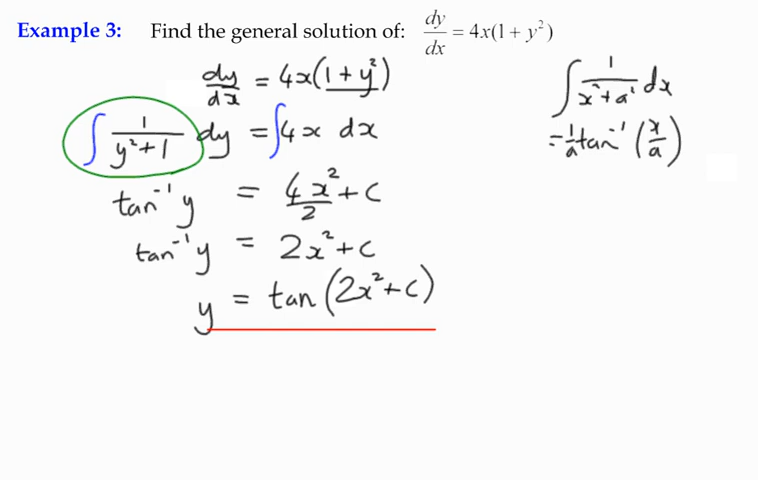 Example 3: Find the general solution of: dy/dx = 4x(1 + y²)
dy/dx = 4x(1 + y²)
∫ 1/(y² + 1) dy = ∫ 4x dx
tan⁻¹ y = 4x²/2 + c
tan⁻¹ y = 2x² + c
y = tan (2x² + c)
∫ 1/(x² + a²) dx
= 1/a tan⁻¹ (x/a)